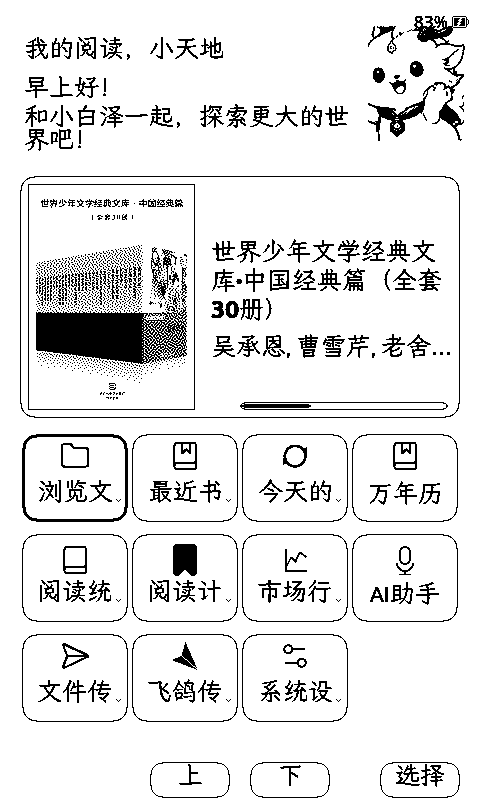 83%
我的阅读，小天地
早上好！
和小白泽一起，探索更大的世
界吧！
世界少年文学经典文库·中国经典篇
（全套30册）
世界少年文学经典文
库·中国经典篇（全套
30册）
吴承恩, 曹雪芹, 老舍...
浏览文
最近书
今天的
万年历
阅读统
阅读计
市场行
AI助手
文件传
飞鸽传
系统设
上
下
选择